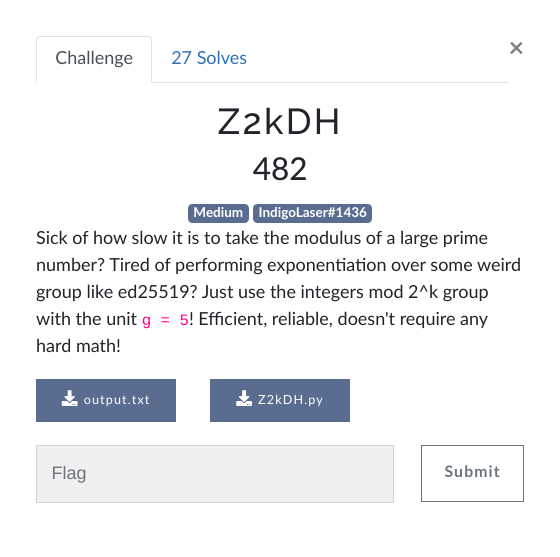 Challenge
27 Solves
×
Z2kDH
482
Medium IndigoLaser#1436
Sick of how slow it is to take the modulus of a large prime
number? Tired of performing exponentiation over some weird
group like ed25519? Just use the integers mod 2^k group
with the unit g = 5! Efficient, reliable, doesn't require any
hard math!
output.txt
Z2kDH.py
Flag
Submit